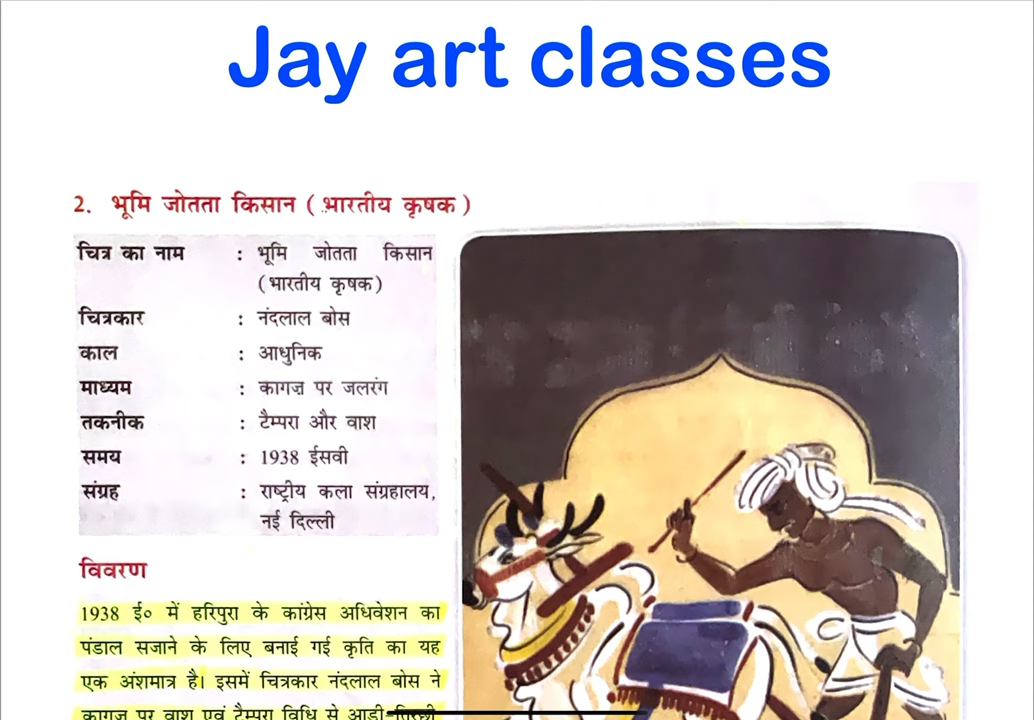 Jay art classes
2. भूमि जोतता किसान ( भारतीय कृषक )
चित्र का नाम : भूमि जोतता किसान
(भारतीय कृषक)
चित्रकार : नंदलाल बोस
काल : आधुनिक
माध्यम : कागज़ पर जलरंग
तकनीक : टैम्परा और वाश
समय : 1938 ईसवी
संग्रह : राष्ट्रीय कला संग्रहालय,
नई दिल्ली
विवरण
1938 ई० में हरिपुरा के कांग्रेस अधिवेशन का
पंडाल सजाने के लिए बनाई गई कृति का यह
एक अंशमात्र है। इसमें चित्रकार नंदलाल बोस ने
कागज पर वाश एवं टैम्परा विधि से आड़ी-तिरछी